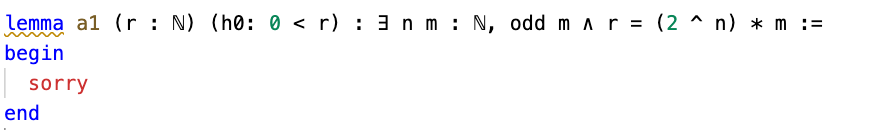 lemma a1 (r : ℕ) (h0: 0 < r) : ∃ n m : ℕ, odd m ∧ r = (2 ^ n) * m :=
begin
  sorry
end